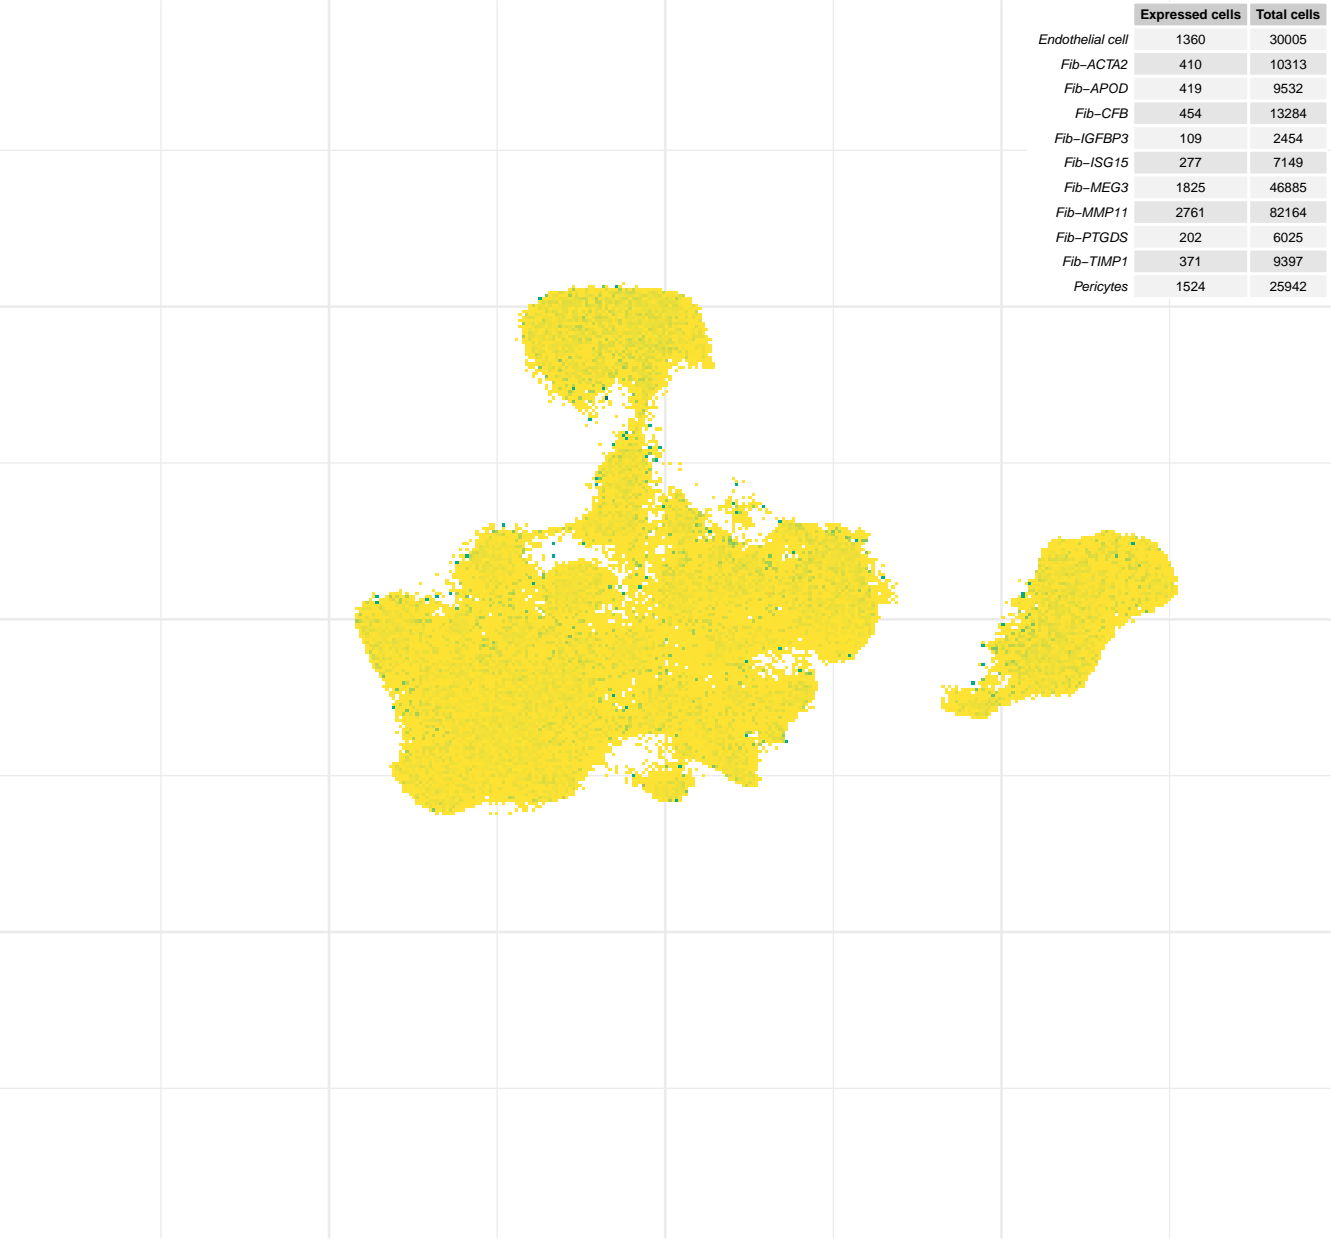 Expressed cells Total cells
Endothelial cell 1360 30005
Fib−ACTA2 410 10313
Fib−APOD 419 9532
Fib−CFB 454 13284
Fib−IGFBP3 109 2454
Fib−ISG15 277 7149
Fib−MEG3 1825 46885
Fib−MMP11 2761 82164
Fib−PTGDS 202 6025
Fib−TIMP1 371 9397
Pericytes 1524 25942